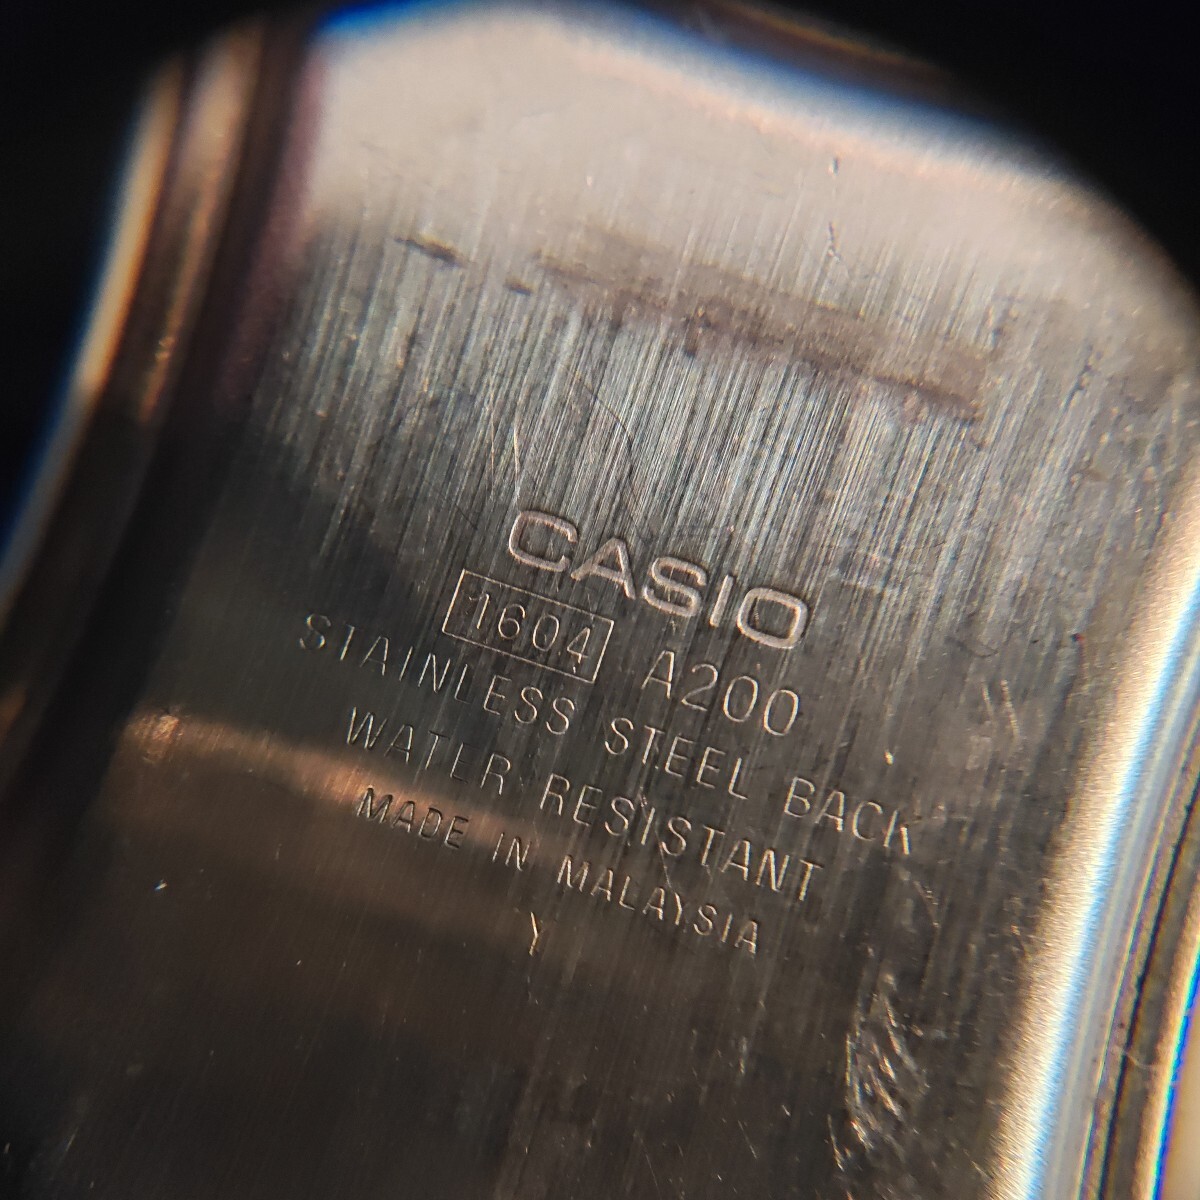 CASIO
1604 A200
STAINLESS STEEL BACK
WATER RESISTANT
MADE IN MALAYSIA
Y